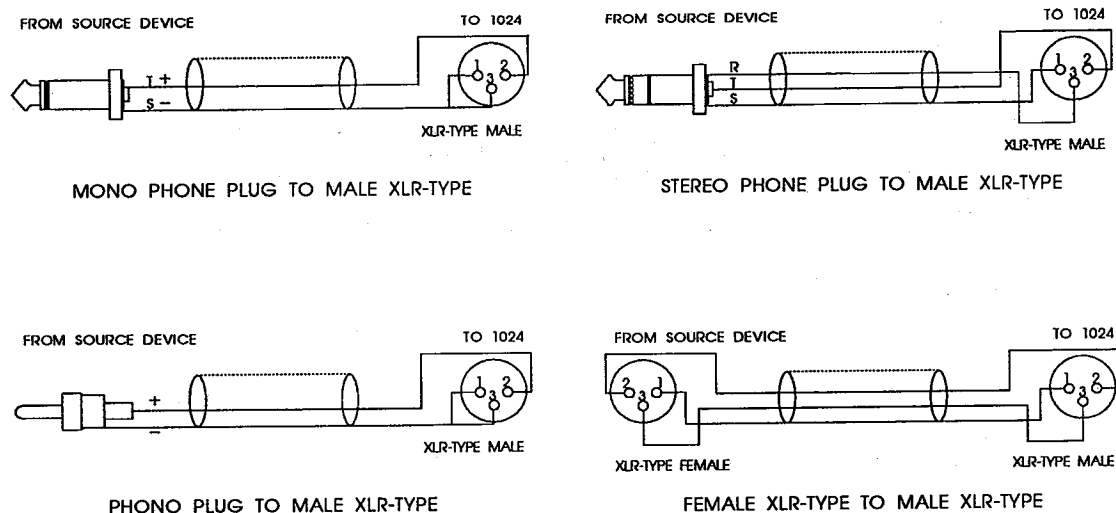 FROM SOURCE DEVICE
TO 1024
T +
S -
1 2
3
XLR-TYPE MALE
MONO PHONE PLUG TO MALE XLR-TYPE
FROM SOURCE DEVICE
TO 1024
R
T
S
1 2
3
XLR-TYPE MALE
STEREO PHONE PLUG TO MALE XLR-TYPE
FROM SOURCE DEVICE
TO 1024
+
-
1 2
3
XLR-TYPE MALE
PHONO PLUG TO MALE XLR-TYPE
FROM SOURCE DEVICE
TO 1024
2 1
3
1 2
3
XLR-TYPE FEMALE
XLR-TYPE MALE
FEMALE XLR-TYPE TO MALE XLR-TYPE